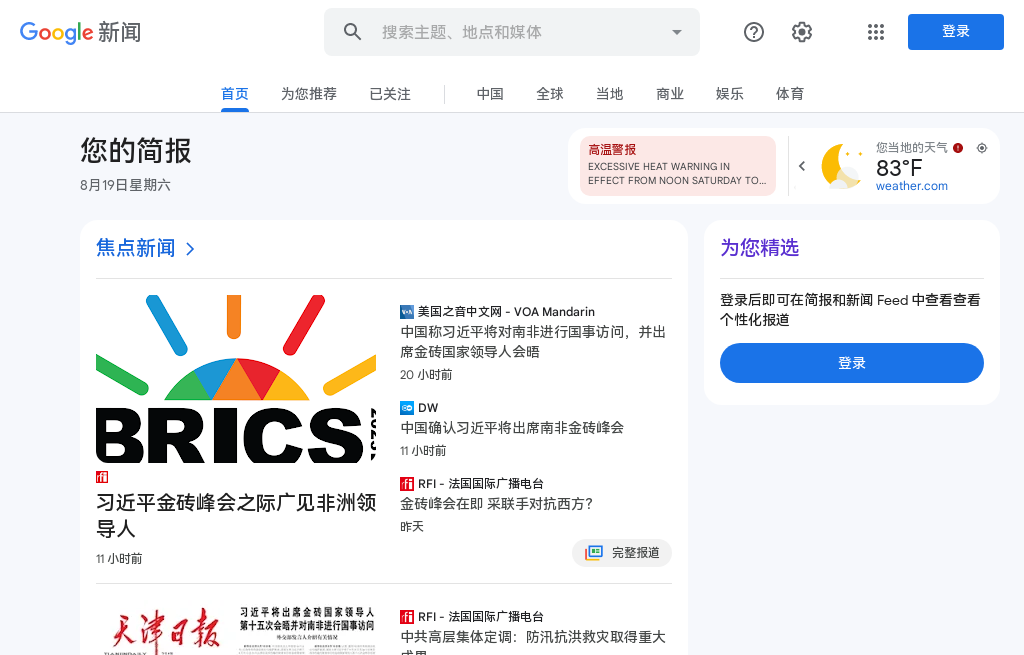 Google 新闻
搜索主题、地点和媒体
登录
首页
为您推荐
已关注
中国
全球
当地
商业
娱乐
体育
您的简报
8月19日星期六
高温警报
EXCESSIVE HEAT WARNING IN
EFFECT FROM NOON SATURDAY TO...
您当地的天气
83°F
weather.com
焦点新闻
BRICS
习近平金砖峰会之际广见非洲领
导人
11 小时前
美国之音中文网 - VOA Mandarin
中国称习近平将对南非进行国事访问，并出
席金砖国家领导人会晤
20 小时前
DW
中国确认习近平将出席南非金砖峰会
11 小时前
RFI - 法国国际广播电台
金砖峰会在即 采联手对抗西方？
昨天
完整报道
为您精选
登录后即可在简报和新闻 Feed 中查看查看
个性化报道
登录
天津日报
习近平将出席金砖国家领导人
第十五次会晤并对南非进行国事访问
RFI - 法国国际广播电台
中共高层集体定调：防汛抗洪救灾取得重大